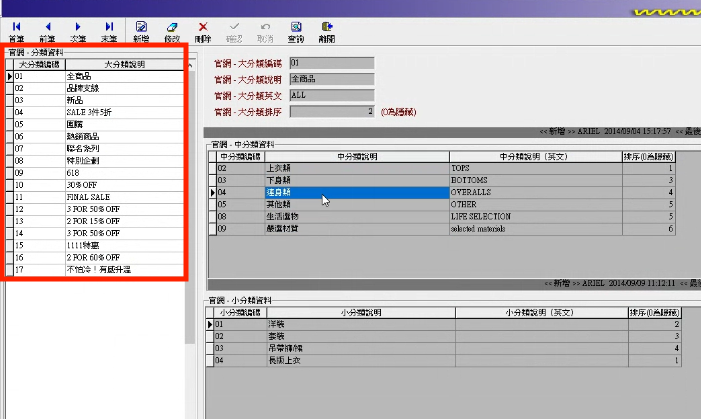 首筆 前筆 次筆 末筆 新增 修改 刪除 確認 取消 查詢 離開
官網 - 分類資料
大分類編碼 大分類說明
01 全商品
02 品牌支線
03 新品
04 SALE 3件5折
05 團購
06 熱銷商品
07 聯名系列
08 特別企劃
09 618
10 30% OFF
11 FINAL SALE
12 3 FOR 50% OFF
13 2 FOR 15% OFF
14 3 FOR 50% OFF
15 1111特惠
16 2 FOR 60% OFF
17 不怕冷！有感升溫
官網 - 大分類編碼 01
官網 - 大分類說明 全商品
官網 - 大分類英文 ALL
官網 - 大分類排序 2 (0為隱藏)
<< 新增 >> ARIEL 2014/09/04 15:17:57 << 最後
官網 - 中分類資料
中分類編碼 中分類說明 中分類說明（英文） 排序(0為隱藏)
02 上衣類 TOPS 1
03 下身類 BOTTOMS 3
04 連身類 OVERALLS 4
05 其他類 OTHER 5
08 生活選物 LIFE SELECTION 5
09 嚴選材質 selected materials 6
<< 新增 >> ARIEL 2014/09/09 11:12:11 << 最後
官網 - 小分類資料
小分類編碼 小分類說明 小分類說明（英文） 排序(0為隱藏)
01 洋裝 2
02 套裝 3
03 吊帶褲/裙 4
04 長版上衣 1